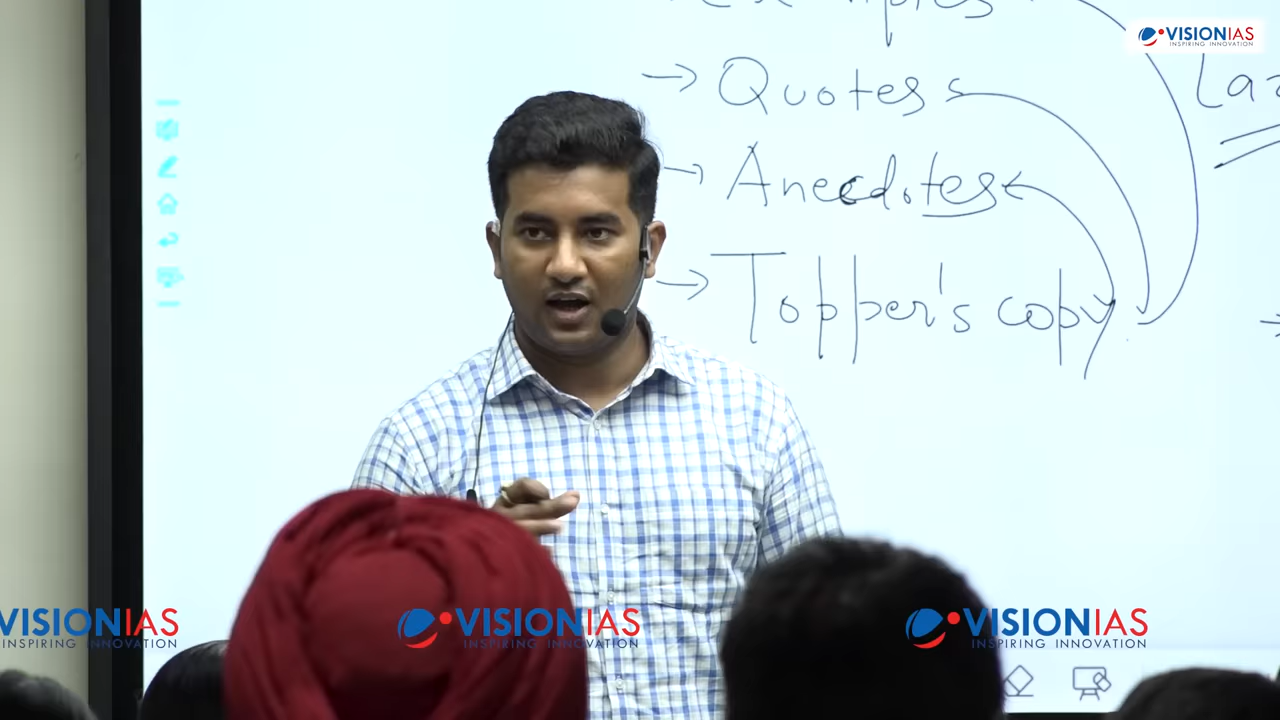 VISIONIAS
INSPIRING INNOVATION
→ Quotes
→ Anecdotes
→ Topper's copy
VISIONIAS
INSPIRING INNOVATION
VISIONIAS
INSPIRING INNOVATION
VISIONIAS
INSPIRING INNOVATION